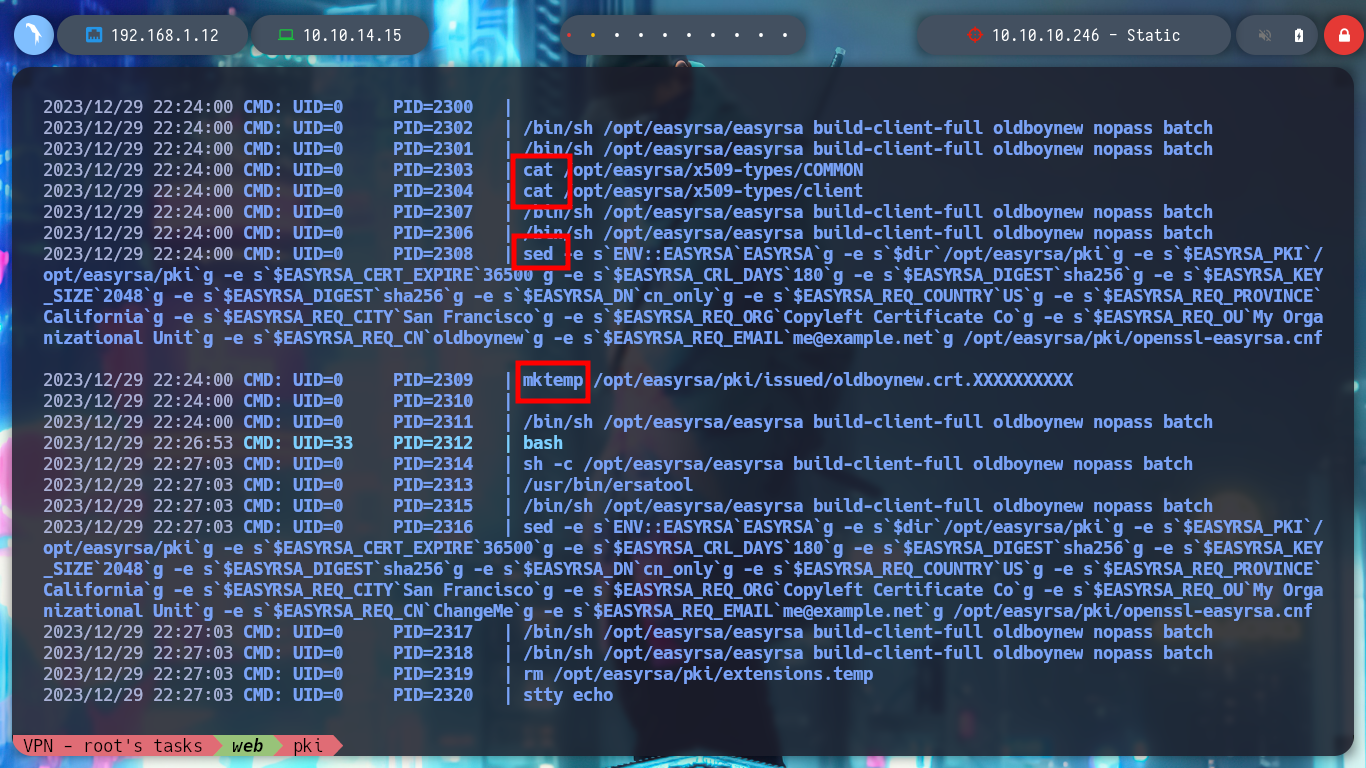 192.168.1.12 10.10.14.15 10.10.10.246 - Static
2023/12/29 22:24:00 CMD: UID=0 PID=2300 |
2023/12/29 22:24:00 CMD: UID=0 PID=2302 | /bin/sh /opt/easyrsa/easyrsa build-client-full oldboynew nopass batch
2023/12/29 22:24:00 CMD: UID=0 PID=2301 | /bin/sh /opt/easyrsa/easyrsa build-client-full oldboynew nopass batch
2023/12/29 22:24:00 CMD: UID=0 PID=2303 | cat /opt/easyrsa/x509-types/COMMON
2023/12/29 22:24:00 CMD: UID=0 PID=2304 | cat /opt/easyrsa/x509-types/client
2023/12/29 22:24:00 CMD: UID=0 PID=2307 | /bin/sh /opt/easyrsa/easyrsa build-client-full oldboynew nopass batch
2023/12/29 22:24:00 CMD: UID=0 PID=2306 | /bin/sh /opt/easyrsa/easyrsa build-client-full oldboynew nopass batch
2023/12/29 22:24:00 CMD: UID=0 PID=2308 | sed -e s`ENV::EASYRSA`EASYRSA`g -e s`$dir`/opt/easyrsa/pki`g -e s`$EASYRSA_PKI`/
opt/easyrsa/pki`g -e s`$EASYRSA_CERT_EXPIRE`36500`g -e s`$EASYRSA_CRL_DAYS`180`g -e s`$EASYRSA_DIGEST`sha256`g -e s`$EASYRSA_KEY
_SIZE`2048`g -e s`$EASYRSA_DIGEST`sha256`g -e s`$EASYRSA_DN`cn_only`g -e s`$EASYRSA_REQ_COUNTRY`US`g -e s`$EASYRSA_REQ_PROVINCE`
California`g -e s`$EASYRSA_REQ_CITY`San Francisco`g -e s`$EASYRSA_REQ_ORG`Copyleft Certificate Co`g -e s`$EASYRSA_REQ_OU`My Orga
nizational Unit`g -e s`$EASYRSA_REQ_CN`oldboynew`g -e s`$EASYRSA_REQ_EMAIL`me@example.net`g /opt/easyrsa/pki/openssl-easyrsa.cnf
2023/12/29 22:24:00 CMD: UID=0 PID=2309 | mktemp /opt/easyrsa/pki/issued/oldboynew.crt.XXXXXXXXXX
2023/12/29 22:24:00 CMD: UID=0 PID=2310 |
2023/12/29 22:24:00 CMD: UID=0 PID=2311 | /bin/sh /opt/easyrsa/easyrsa build-client-full oldboynew nopass batch
2023/12/29 22:26:53 CMD: UID=33 PID=2312 | bash
2023/12/29 22:27:03 CMD: UID=0 PID=2314 | sh -c /opt/easyrsa/easyrsa build-client-full oldboynew nopass batch
2023/12/29 22:27:03 CMD: UID=0 PID=2313 | /usr/bin/ersatool
2023/12/29 22:27:03 CMD: UID=0 PID=2315 | /bin/sh /opt/easyrsa/easyrsa build-client-full oldboynew nopass batch
2023/12/29 22:27:03 CMD: UID=0 PID=2316 | sed -e s`ENV::EASYRSA`EASYRSA`g -e s`$dir`/opt/easyrsa/pki`g -e s`$EASYRSA_PKI`/
opt/easyrsa/pki`g -e s`$EASYRSA_CERT_EXPIRE`36500`g -e s`$EASYRSA_CRL_DAYS`180`g -e s`$EASYRSA_DIGEST`sha256`g -e s`$EASYRSA_KEY
_SIZE`2048`g -e s`$EASYRSA_DIGEST`sha256`g -e s`$EASYRSA_DN`cn_only`g -e s`$EASYRSA_REQ_COUNTRY`US`g -e s`$EASYRSA_REQ_PROVINCE`
California`g -e s`$EASYRSA_REQ_CITY`San Francisco`g -e s`$EASYRSA_REQ_ORG`Copyleft Certificate Co`g -e s`$EASYRSA_REQ_OU`My Orga
nizational Unit`g -e s`$EASYRSA_REQ_CN`ChangeMe`g -e s`$EASYRSA_REQ_EMAIL`me@example.net`g /opt/easyrsa/pki/openssl-easyrsa.cnf
2023/12/29 22:27:03 CMD: UID=0 PID=2317 | /bin/sh /opt/easyrsa/easyrsa build-client-full oldboynew nopass batch
2023/12/29 22:27:03 CMD: UID=0 PID=2318 | /bin/sh /opt/easyrsa/easyrsa build-client-full oldboynew nopass batch
2023/12/29 22:27:03 CMD: UID=0 PID=2319 | rm /opt/easyrsa/pki/extensions.temp
2023/12/29 22:27:03 CMD: UID=0 PID=2320 | stty echo
VPN - root's tasks web pki